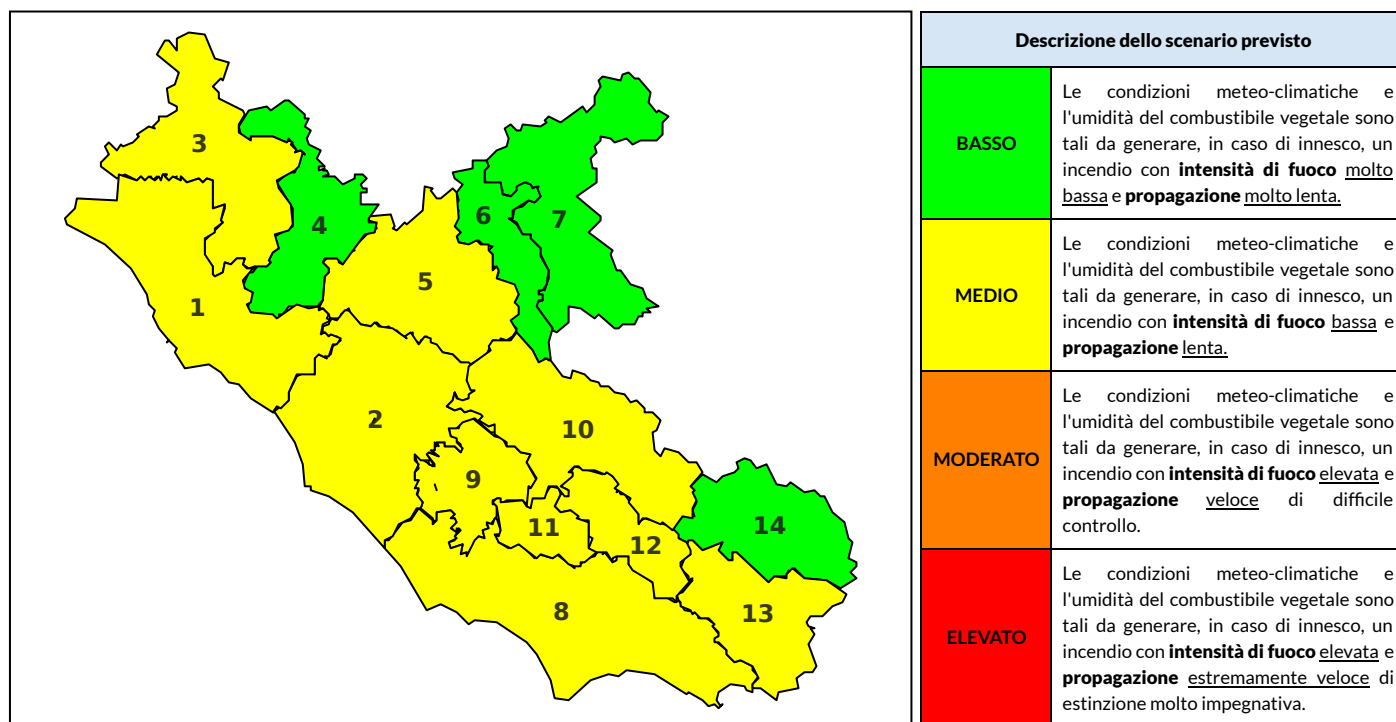 3
4
6
7
5
1
2
10
9
11
12
14
8
13
Descrizione dello scenario previsto
BASSO
Le condizioni meteo-climatiche e
l'umidità del combustibile vegetale sono
tali da generare, in caso di innesco, un
incendio con intensità di fuoco molto
bassa e propagazione molto lenta.
MEDIO
Le condizioni meteo-climatiche e
l'umidità del combustibile vegetale sono
tali da generare, in caso di innesco, un
incendio con intensità di fuoco bassa e
propagazione lenta.
MODERATO
Le condizioni meteo-climatiche e
l'umidità del combustibile vegetale sono
tali da generare, in caso di innesco, un
incendio con intensità di fuoco elevata e
propagazione veloce di difficile
controllo.
ELEVATO
Le condizioni meteo-climatiche e
l'umidità del combustibile vegetale sono
tali da generare, in caso di innesco, un
incendio con intensità di fuoco elevata e
propagazione estremamente veloce di
estinzione molto impegnativa.